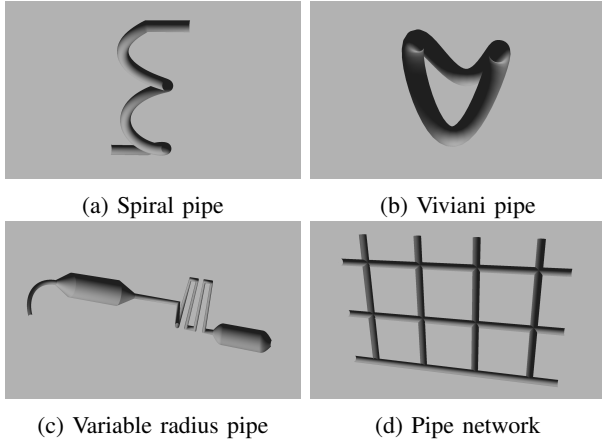 (a) Spiral pipe
(b) Viviani pipe
(c) Variable radius pipe
(d) Pipe network